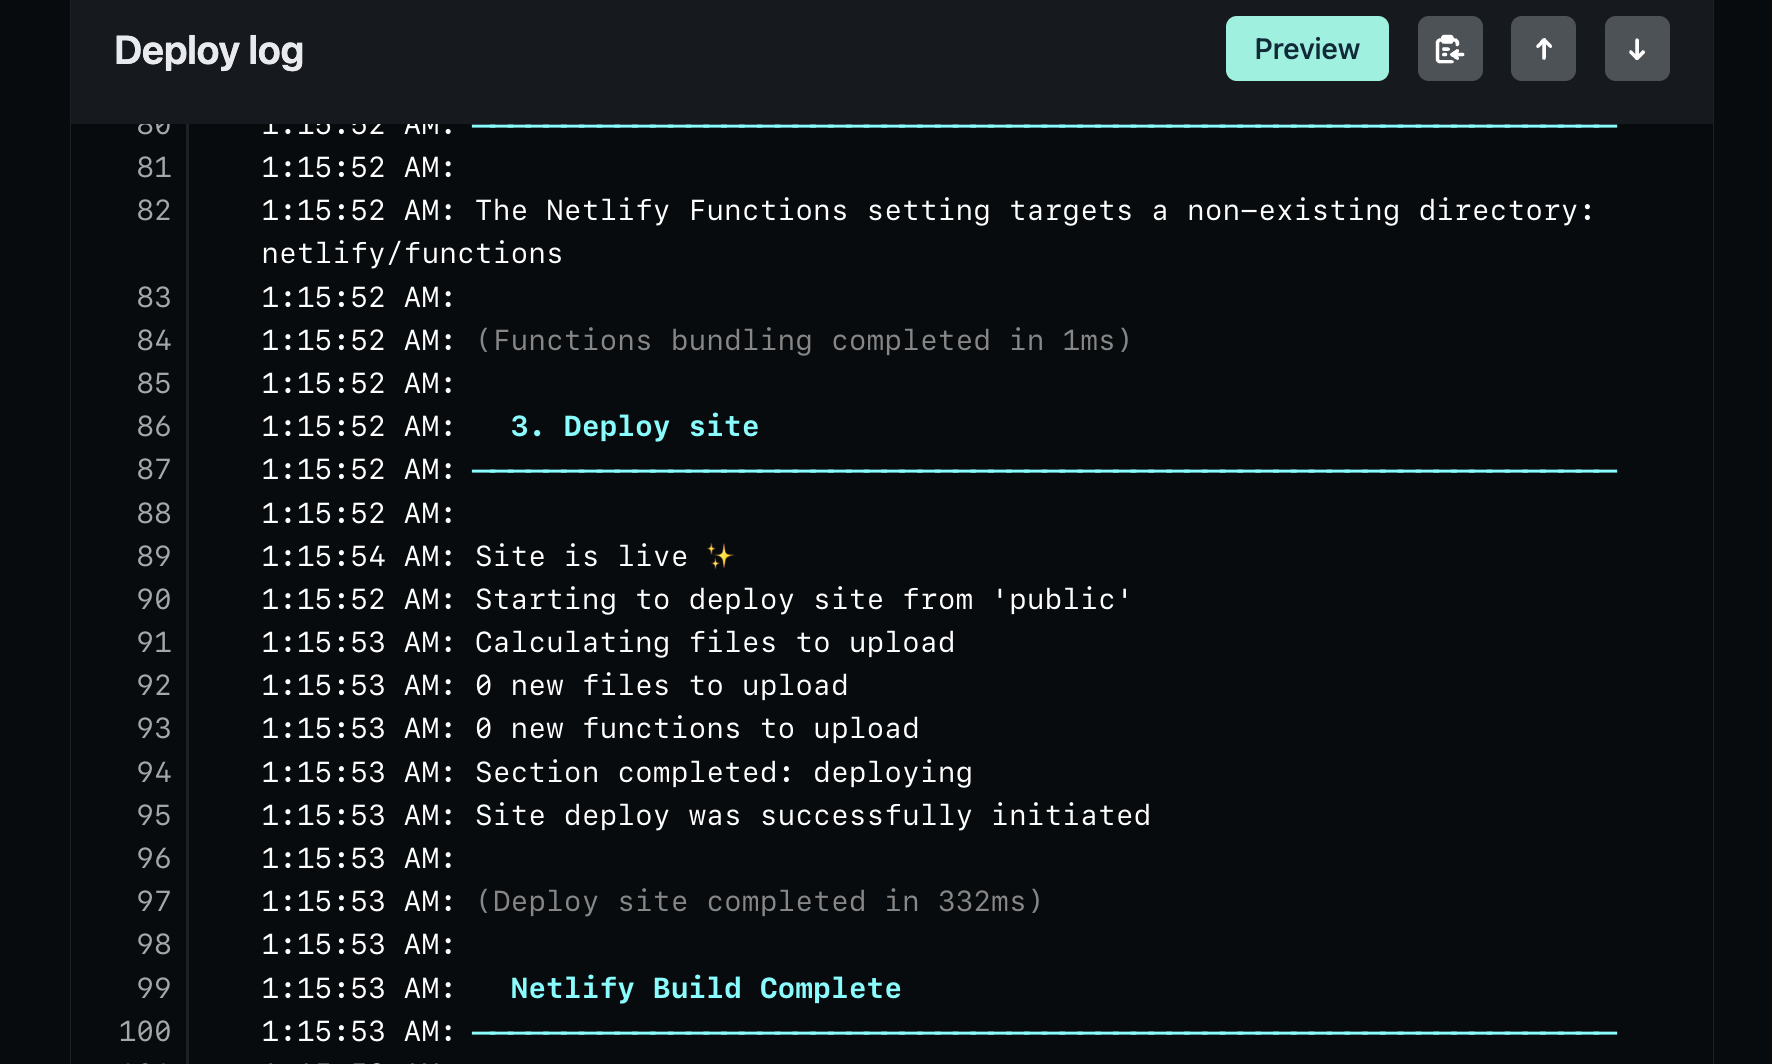 Deploy log
Preview
80 1:15:52 AM: ────────────────────────────────────────────────────────────────
81 1:15:52 AM:
82 1:15:52 AM: The Netlify Functions setting targets a non-existing directory:
netlify/functions
83 1:15:52 AM:
84 1:15:52 AM: (Functions bundling completed in 1ms)
85 1:15:52 AM:
86 1:15:52 AM: 3. Deploy site
87 1:15:52 AM: ────────────────────────────────────────────────────────────────
88 1:15:52 AM:
89 1:15:54 AM: Site is live ✨
90 1:15:52 AM: Starting to deploy site from 'public'
91 1:15:53 AM: Calculating files to upload
92 1:15:53 AM: 0 new files to upload
93 1:15:53 AM: 0 new functions to upload
94 1:15:53 AM: Section completed: deploying
95 1:15:53 AM: Site deploy was successfully initiated
96 1:15:53 AM:
97 1:15:53 AM: (Deploy site completed in 332ms)
98 1:15:53 AM:
99 1:15:53 AM: Netlify Build Complete
100 1:15:53 AM: ────────────────────────────────────────────────────────────────